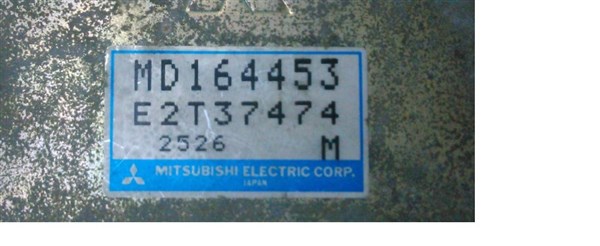 MD164453
E2T37474
2526 M
MITSUBISHI ELECTRIC CORP.
JAPAN